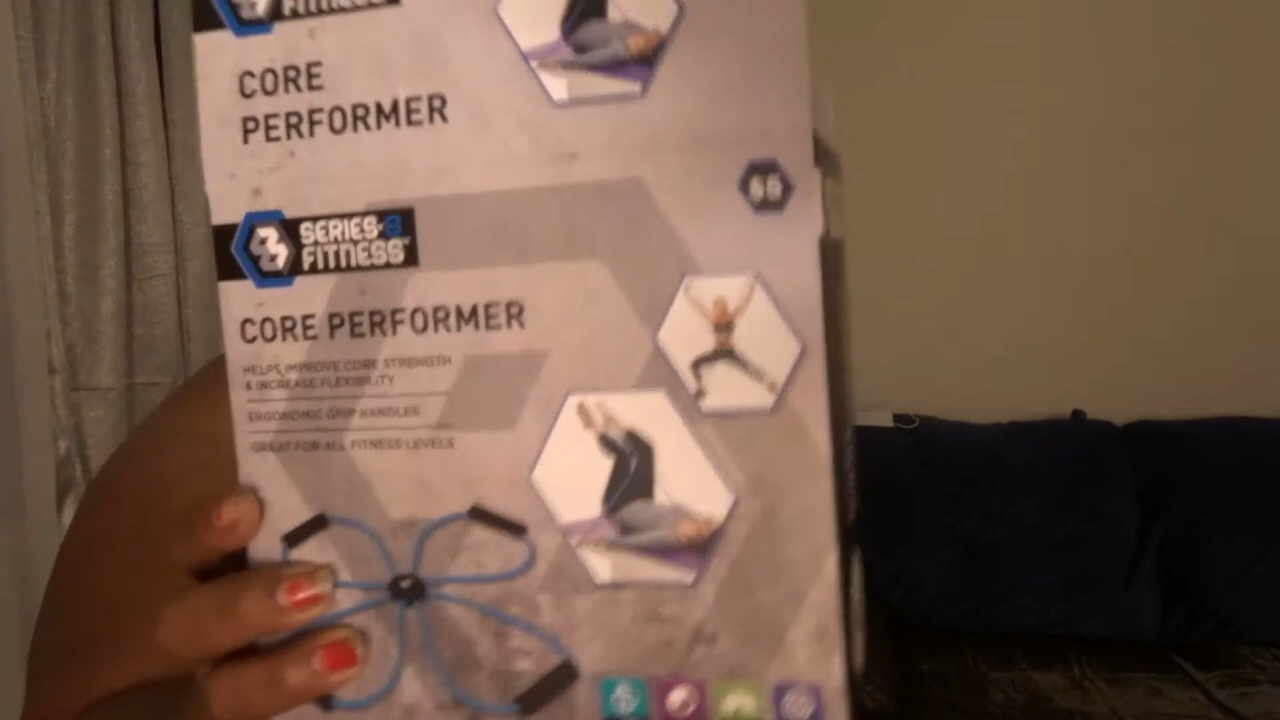 FITNESS
CORE
PERFORMER
SERIES-8
FITNESS
CORE PERFORMER
HELPS IMPROVE CORE STRENGTH
& INCREASE FLEXIBILITY
ERGONOMIC GRIP HANDLES
GREAT FOR ALL FITNESS LEVELS